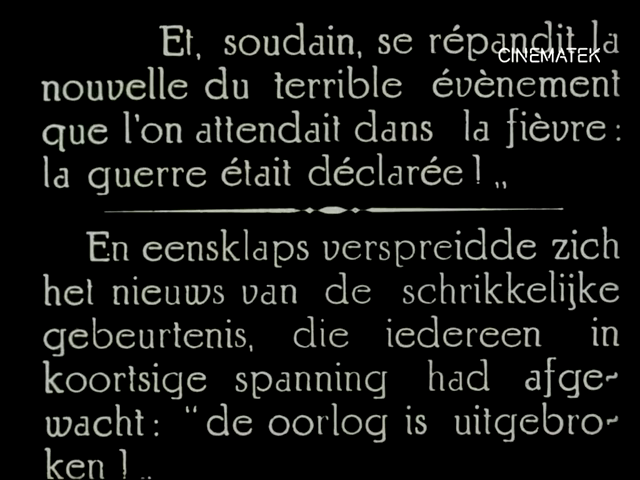 Et, soudain, se répandit la
CINEMATEK
nouvelle du terrible évènement
que l'on attendait dans la fièvre:
la guerre était déclarée! „
En eensklaps verspreidde zich
het nieuws van de schrikkelijke
gebeurtenis, die iedereen in
koortsige spanning had afge-
wacht: “de oorlog is uitgebro-
ken! „